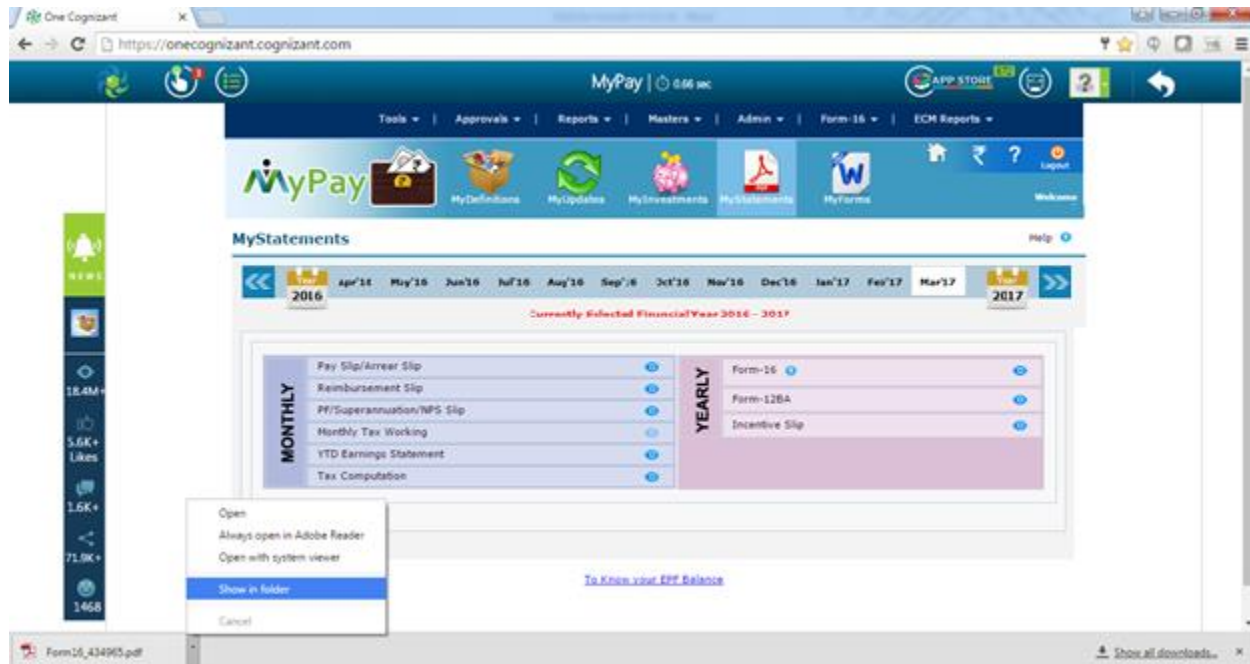 One Cognizant
https://onecognizant.cognizant.com
MyPay | 0.66 sec
APP STORE
Tools | Approvals | Reports | Masters | Admin | Form-16 | ECM Reports
MyPay
MyDefinitions MyUpdates MyInvestments MyStatements MyForms
? Logout
Welcome
MyStatements Help
NEWS
Year 2016 Apr'16 May'16 Jun'16 Jul'16 Aug'16 Sep'16 Oct'16 Nov'16 Dec'16 Jan'17 Feb'17 Mar'17 Year 2017
Currently Selected Financial Year 2016 - 2017
MONTHLY
Pay Slip/Arrear Slip
Reimbursement Slip
PF/Superannuation/NPS Slip
Monthly Tax Working
YTD Earnings Statement
Tax Computation
YEARLY
Form-16
Form-12BA
Incentive Slip
18.4M+
5.6K+
Likes
1.6K+
71.9K+
1468
Open
Always open in Adobe Reader
Open with system viewer
Show in folder
Cancel
To Know your EPF Balance
Form16_434965.pdf
Show all downloads...